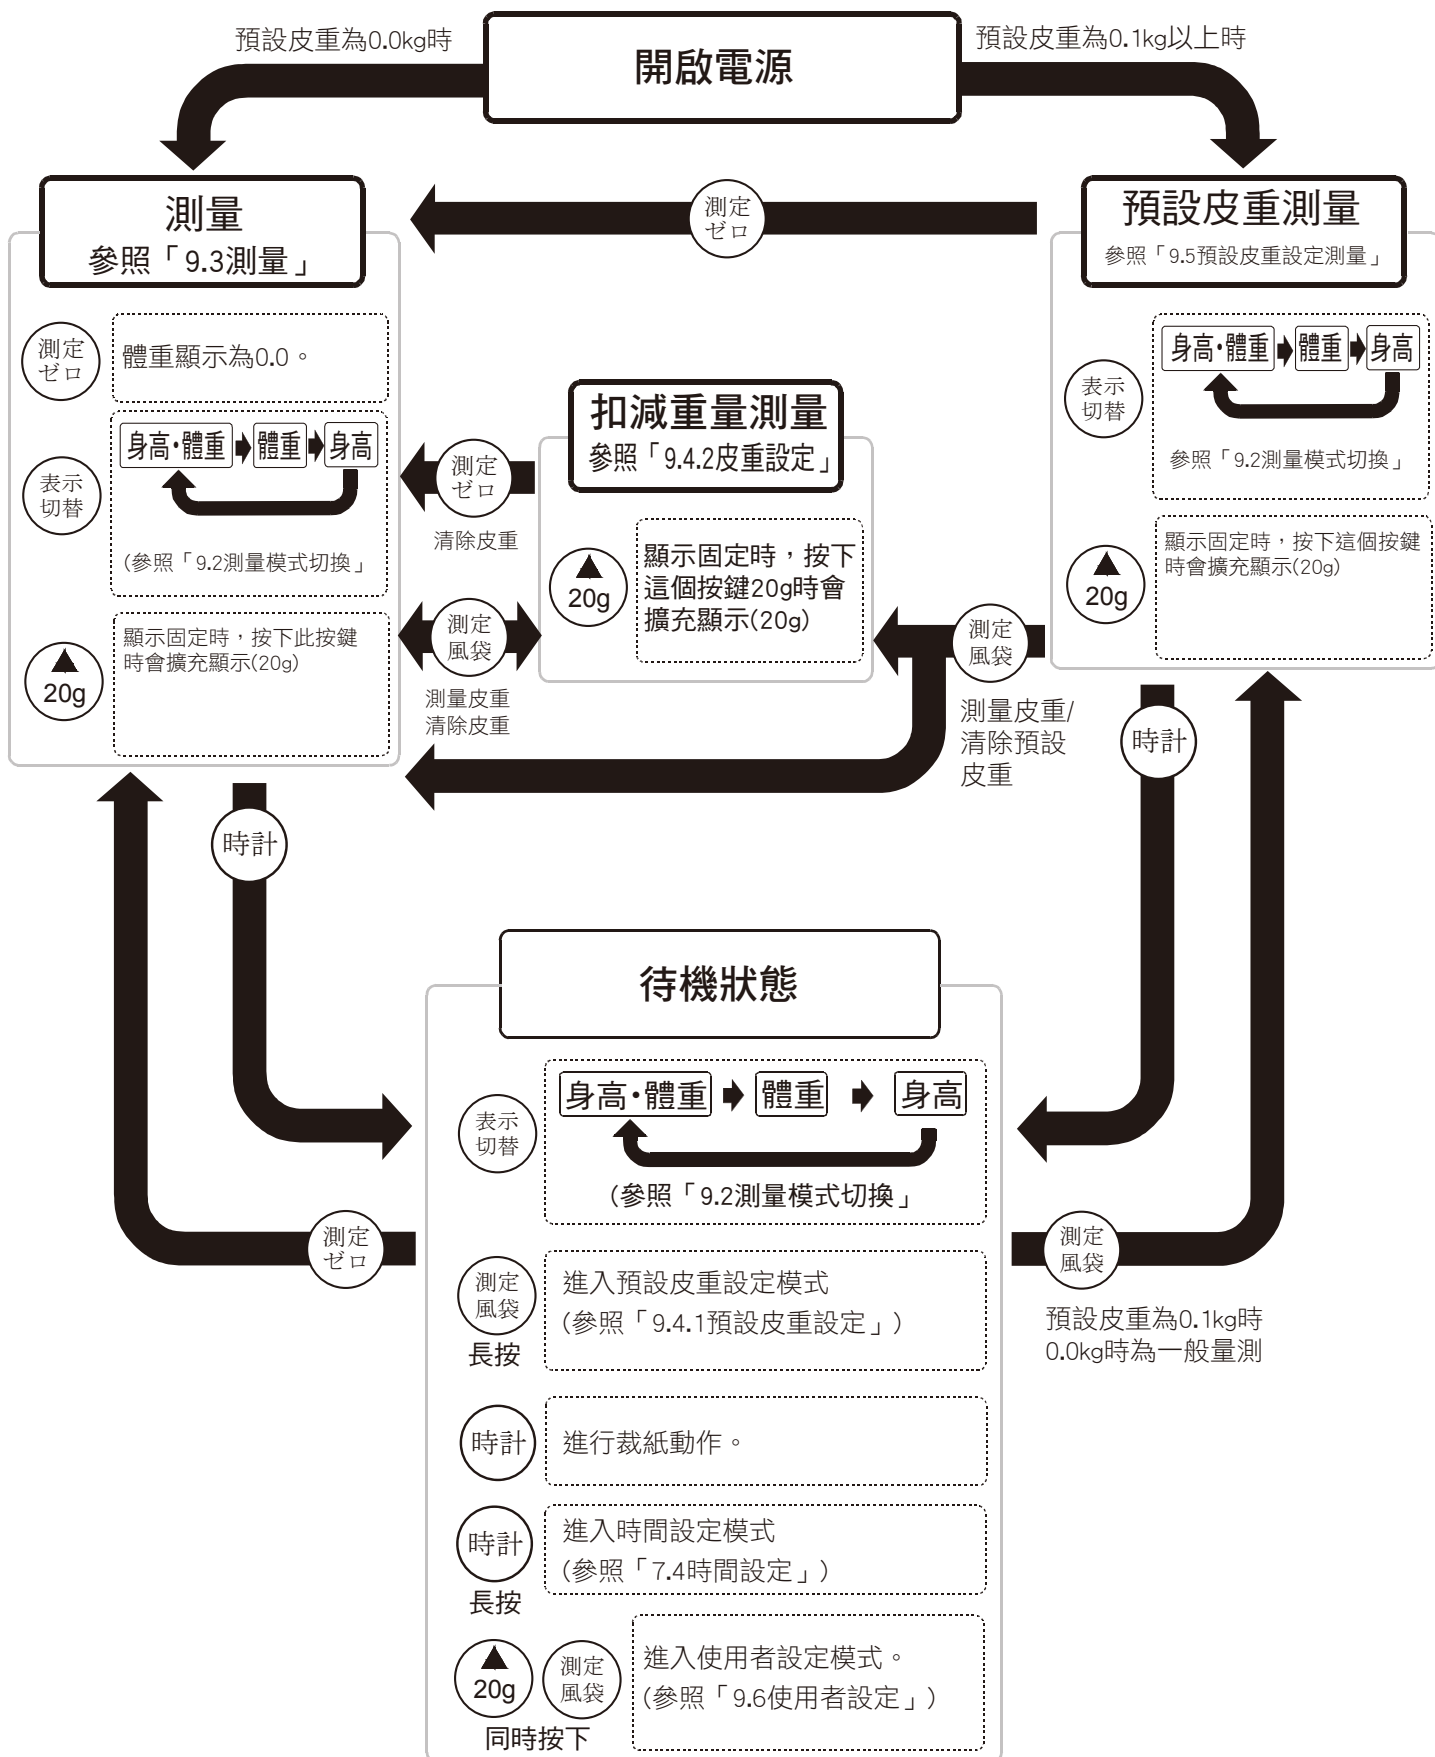 預設皮重為0.0kg時
開啟電源
預設皮重為0.1kg以上時
測量
參照「9.3測量」
測定
ゼロ
預設皮重測量
參照「9.5預設皮重設定測量」
測定
ゼロ
體重顯示為0.0。
表示
切替
身高·體重
體重
身高
(參照「9.2測量模式切換」
20g
顯示固定時，按下此按鍵
時會擴充顯示(20g)
測定
ゼロ
清除皮重
測定
風袋
測量皮重
清除皮重
扣減重量測量
參照「9.4.2皮重設定」
20g
顯示固定時，按下
這個按鍵20g時會
擴充顯示(20g)
測定
風袋
測量皮重/
清除預設
皮重
表示
切替
身高·體重
體重
身高
參照「9.2測量模式切換」
20g
顯示固定時，按下這個按鍵
時會擴充顯示(20g)
時計
時計
待機狀態
表示
切替
身高·體重
體重
身高
(參照「9.2測量模式切換」
測定
ゼロ
測定
風袋
預設皮重為0.1kg時
0.0kg時為一般量測
測定
風袋
長按
進入預設皮重設定模式
(參照「9.4.1預設皮重設定」)
時計
進行裁紙動作。
時計
長按
進入時間設定模式
(參照「7.4時間設定」)
20g
測定
風袋
同時按下
進入使用者設定模式。
(參照「9.6使用者設定」)